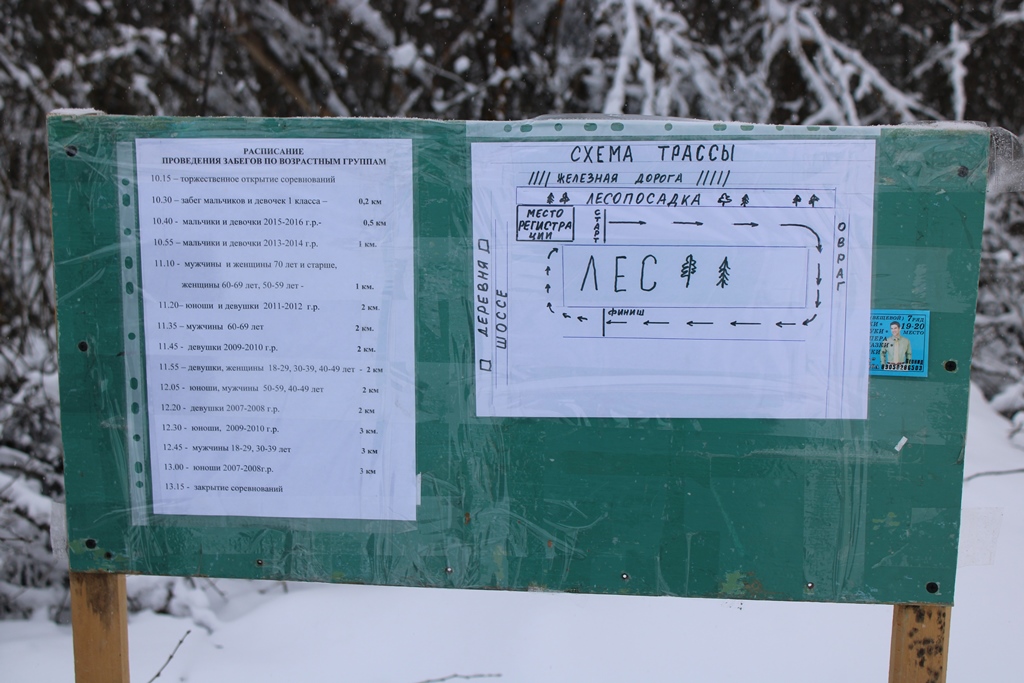 РАСПИСАНИЕ
ПРОВЕДЕНИЯ ЗАБЕГОВ ПО ВОЗРАСТНЫМ ГРУППАМ
10.15 – торжественное открытие соревнований
10.30 – забег мальчиков и девочек 1 класса – 0,2 км
10.40 - мальчики и девочки 2015-2016 г.р.- 0,5 км
10.55 – мальчики и девочки 2013-2014 г.р. 1 км.
11.10 - мужчины и женщины 70 лет и старше,
женщины 60-69 лет, 50-59 лет - 1 км.
11.20– юноши и девушки 2011-2012 г.р. 2 км.
11.35 – мужчины 60-69 лет 2 км.
11.45 - девушки 2009-2010 г.р. 2 км.
11.55 – девушки, женщины 18-29, 30-39, 40-49 лет - 2 км
12.05 - юноши, мужчины 50-59, 40-49 лет 2 км
12.20 - девушки 2007-2008 г.р. 2 км
12.30 - юноши, 2009-2010 г.р. 3 км.
12.45 - мужчины 18-29, 30-39 лет 3 км
13.00 - юноши 2007-2008г.р. 3 км
13.15 - закрытие соревнований
СХЕМА ТРАССЫ
ЖЕЛЕЗНАЯ ДОРОГА
ЛЕСОПОСАДКА
МЕСТО
РЕГИСТРА
ЦИИ
СТАРТ
ОВРАГ
ЛЕС
ДЕРЕВНЯ
ШОССЕ
ФИНИШ
7 РЯД
19-20
МЕСТО